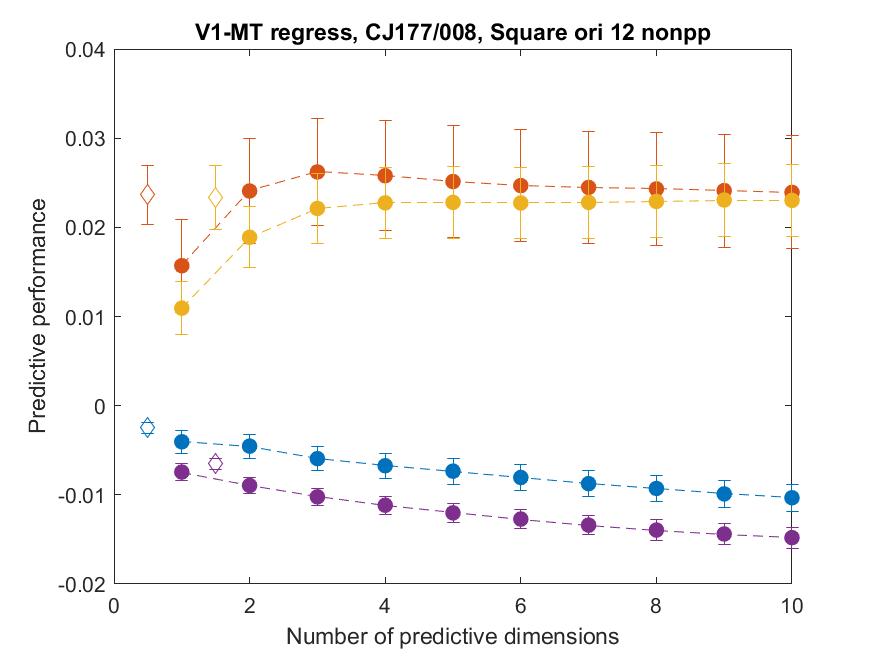 V1-MT regress, CJ177/008, Square ori 12 nonpp
0.04
0.03
0.02
0.01
0
-0.01
-0.02
Predictive performance
0 2 4 6 8 10
Number of predictive dimensions